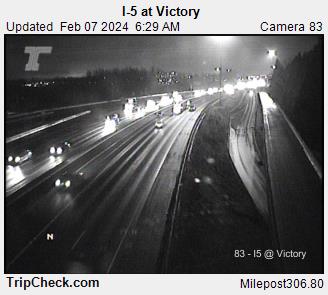 I-5 at Victory
Updated Feb 07 2024 6:29 AM Camera 83
T
N
83 - I5 @ Victory
TripCheck.com Milepost306.80